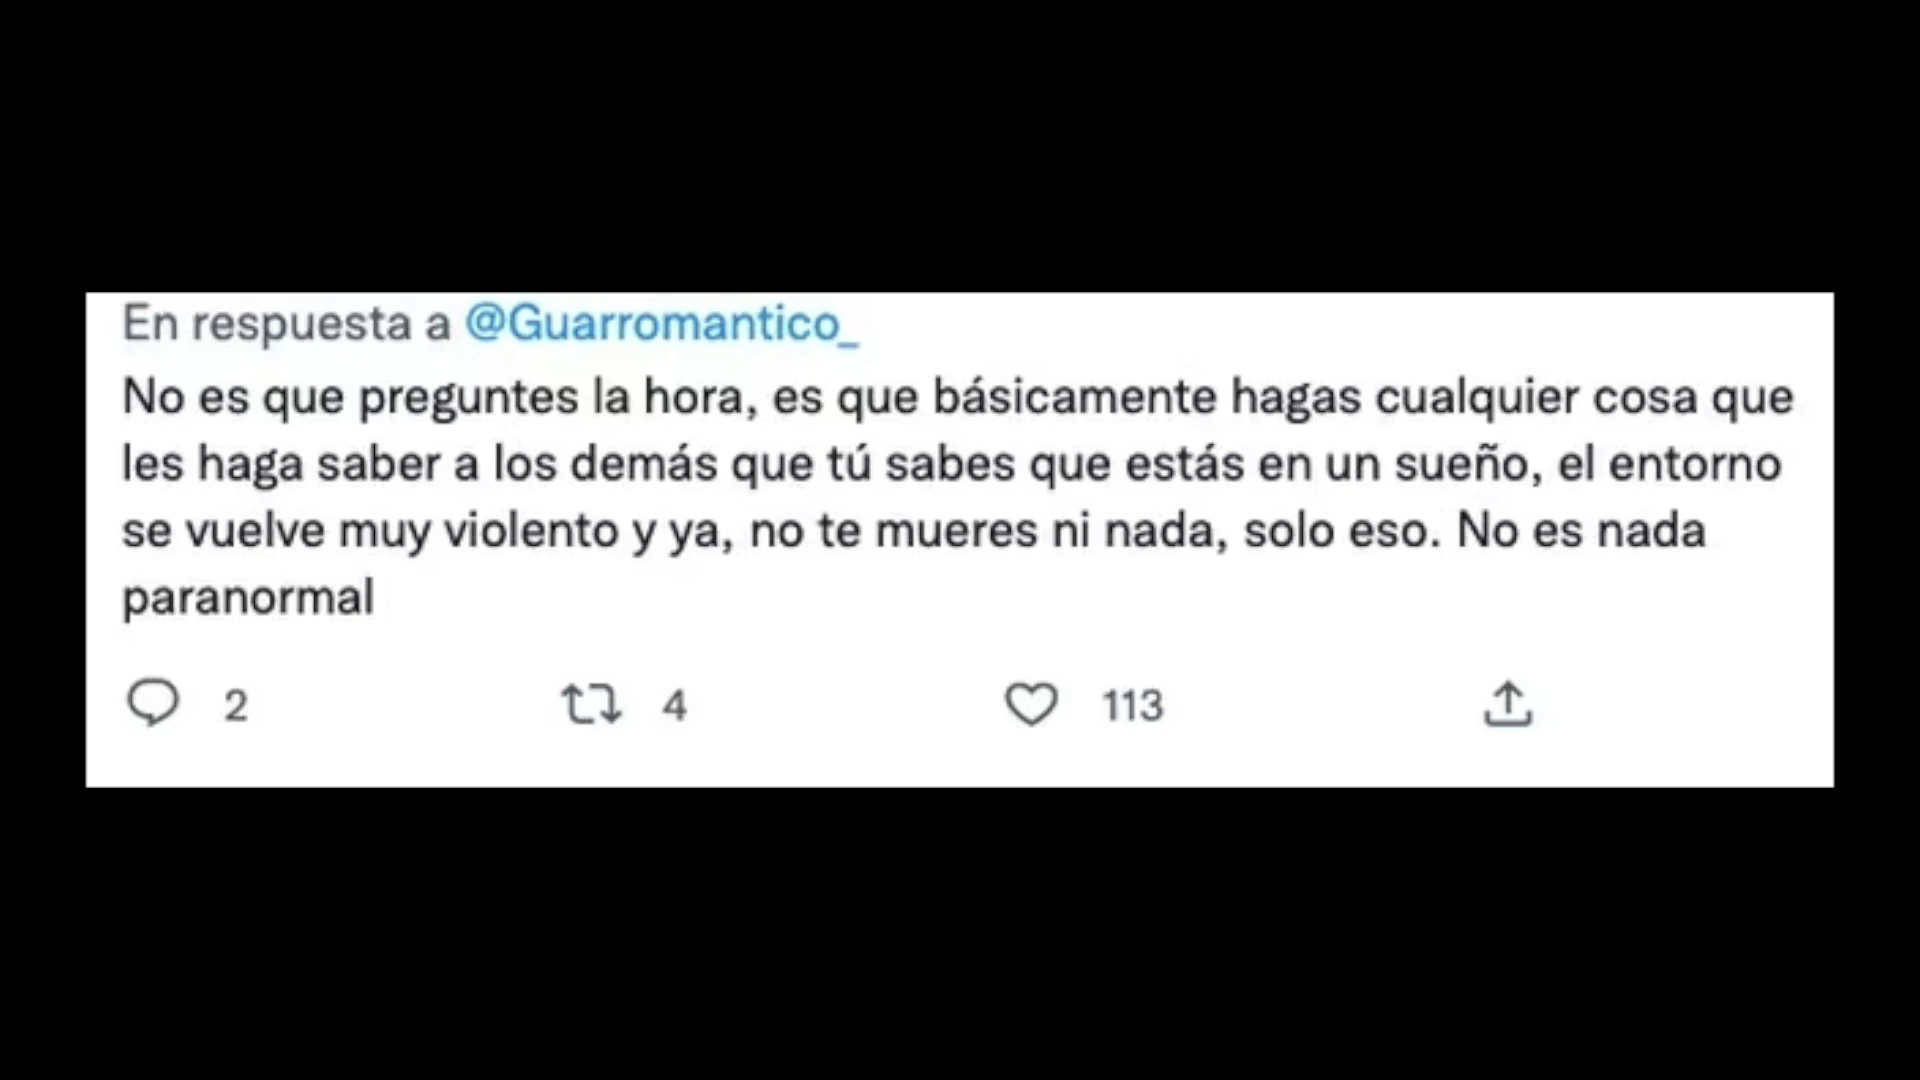 En respuesta a @Guarromantico_
No es que preguntes la hora, es que básicamente hagas cualquier cosa que
les haga saber a los demás que tú sabes que estás en un sueño, el entorno
se vuelve muy violento y ya, no te mueres ni nada, solo eso. No es nada
paranormal
2 4 113